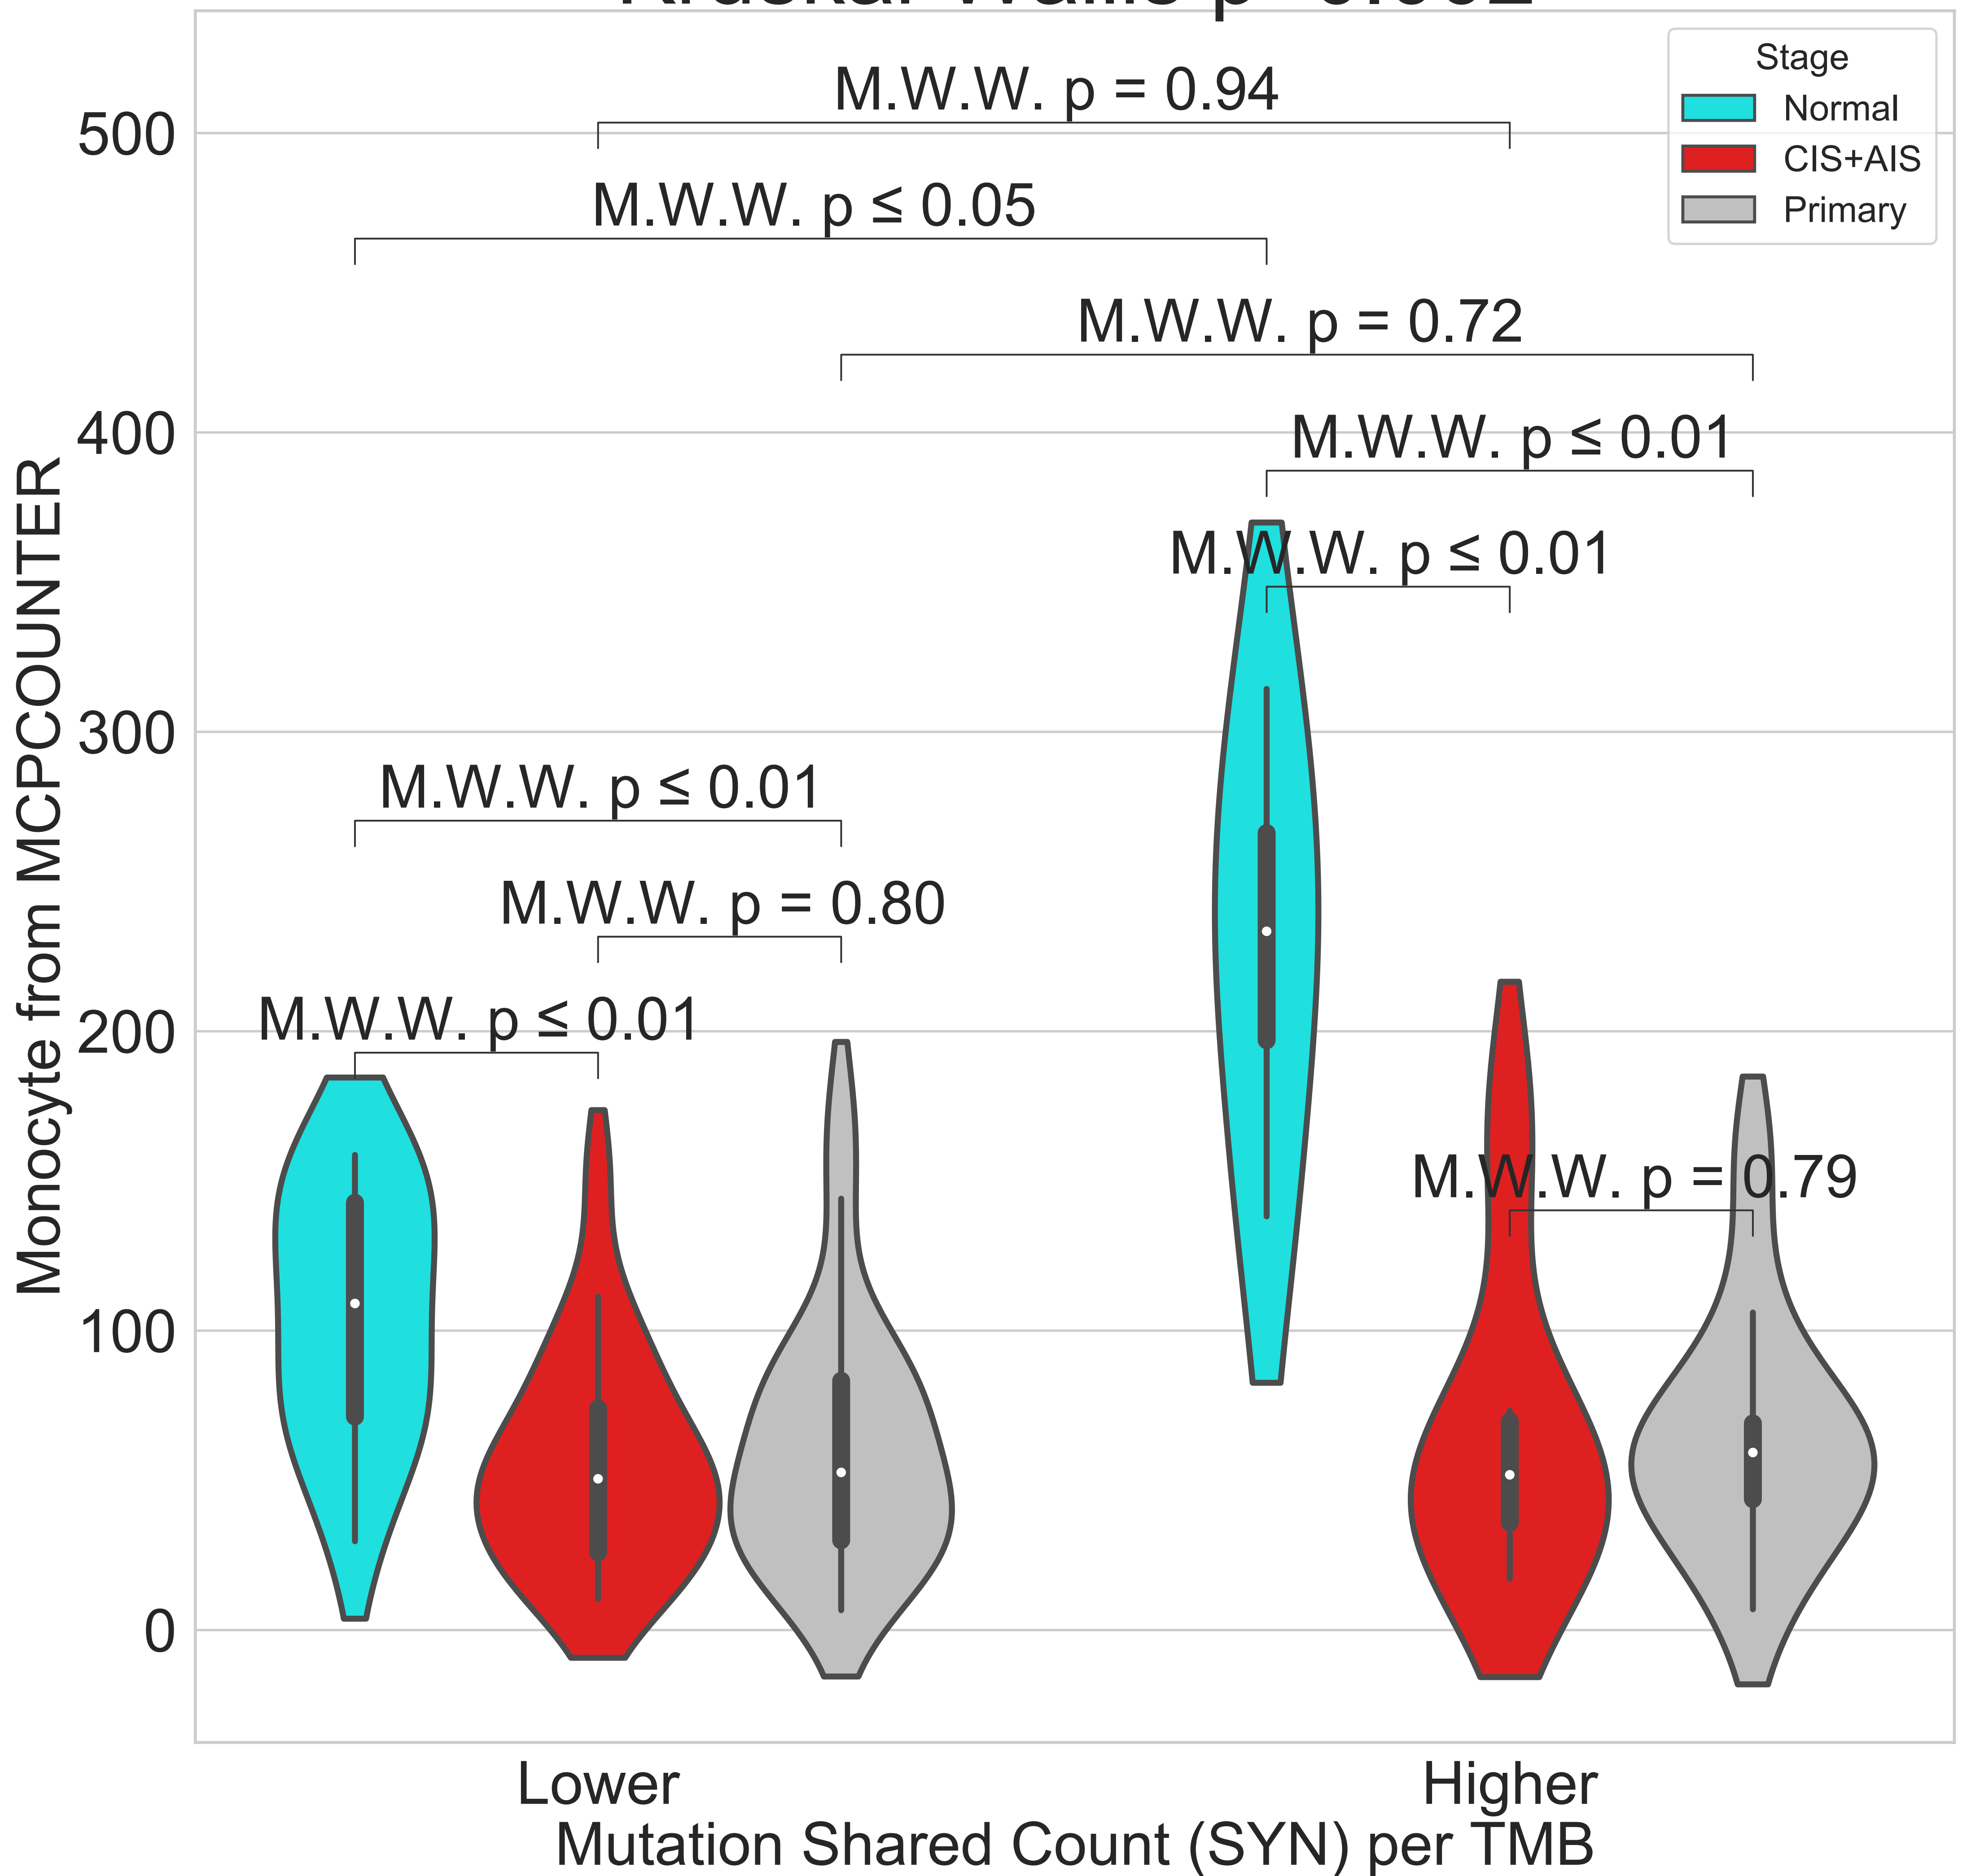 M.W.W. p = 0.94
M.W.W. p ≤ 0.05
M.W.W. p = 0.72
M.W.W. p ≤ 0.01
M.W.W. p ≤ 0.01
M.W.W. p ≤ 0.01
M.W.W. p = 0.80
M.W.W. p ≤ 0.01
M.W.W. p = 0.79
Stage
Normal
CIS+AIS
Primary
Monocyte from MCPCOUNTER
500
400
300
200
100
0
Lower
Higher
Mutation Shared Count (SYN) per TMB